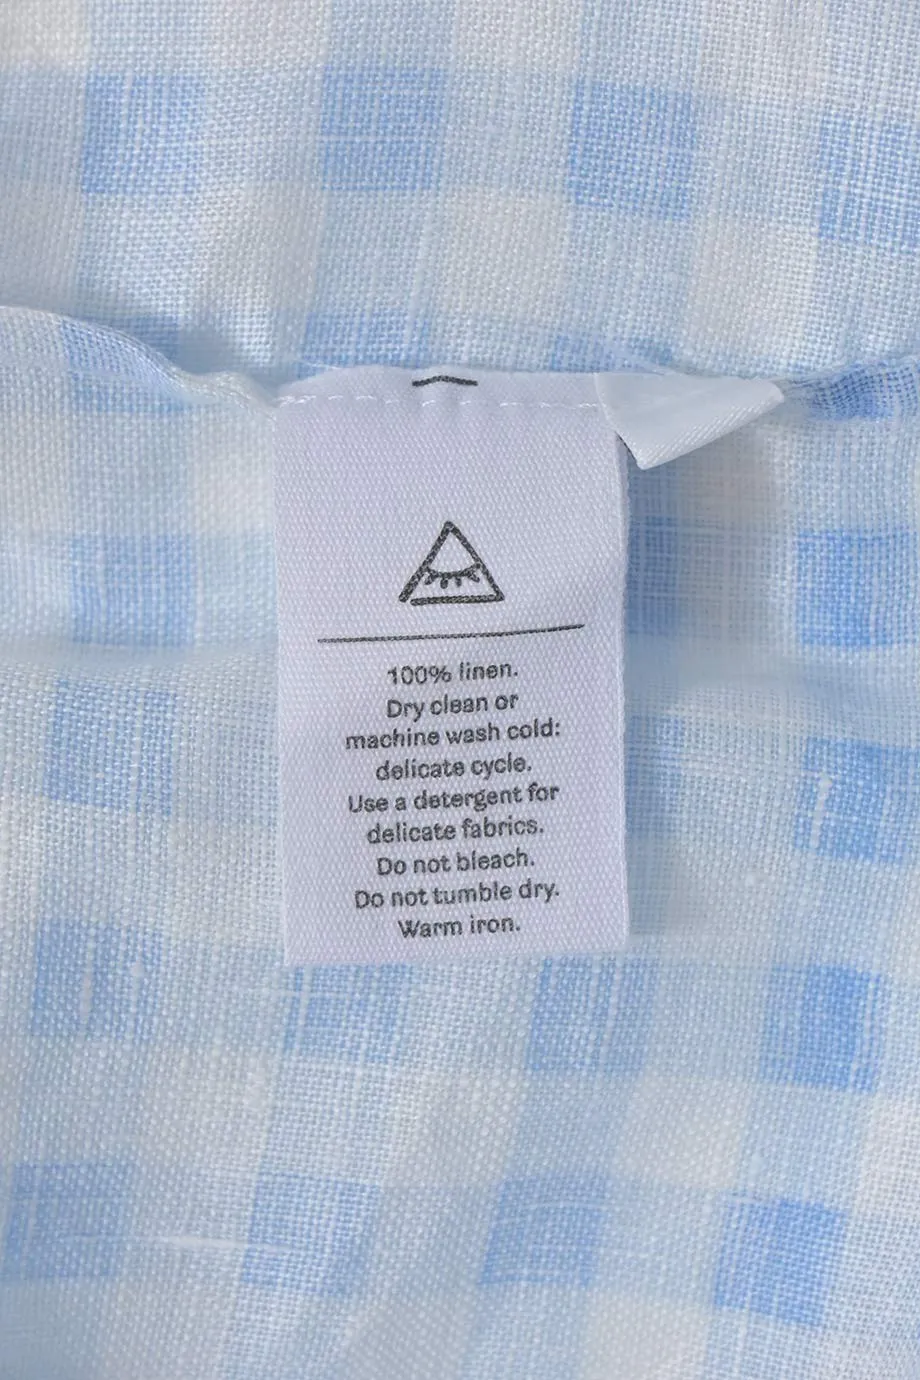 100% linen.
Dry clean or
machine wash cold:
delicate cycle.
Use a detergent for
delicate fabrics.
Do not bleach.
Do not tumble dry.
Warm iron.